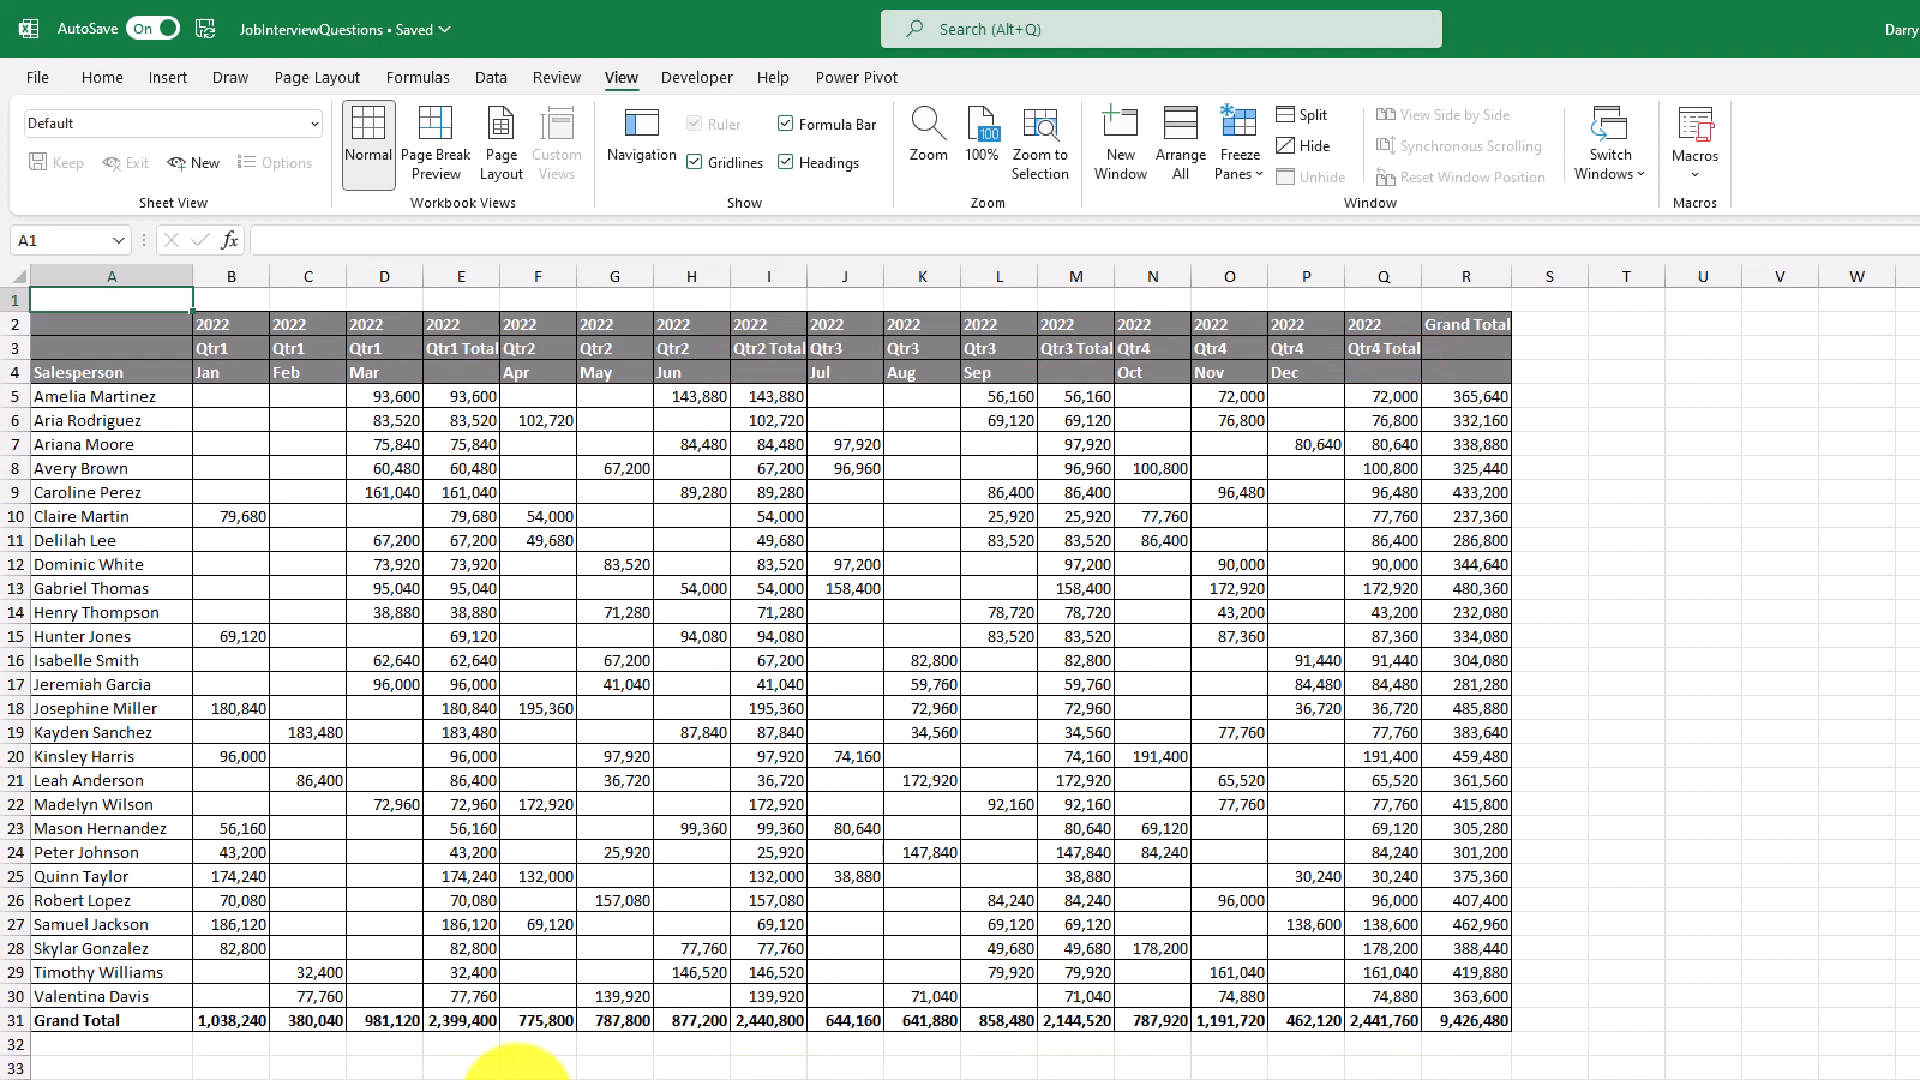 AutoSave On JobInterviewQuestions • Saved Search (Alt+Q) Darry
File Home Insert Draw Page Layout Formulas Data Review View Developer Help Power Pivot
Default
Keep Exit New Options
Sheet View
Normal Page Break Preview Page Layout Custom Views
Workbook Views
Navigation Ruler Formula Bar
Gridlines Headings
Show
Zoom 100 100% Zoom to Selection
Zoom
New Window Arrange All Freeze Panes Split Hide Unhide
View Side by Side
Synchronous Scrolling
Reset Window Position
Switch Windows
Window
Macros
Macros
A1 fx
A B C D E F G H I J K L M N O P Q R S T U V W
1
2 2022 2022 2022 2022 2022 2022 2022 2022 2022 2022 2022 2022 2022 2022 2022 2022 Grand Total
3 Qtr1 Qtr1 Qtr1 Qtr1 Total Qtr2 Qtr2 Qtr2 Qtr2 Total Qtr3 Qtr3 Qtr3 Qtr3 Total Qtr4 Qtr4 Qtr4 Qtr4 Total
4 Salesperson Jan Feb Mar Apr May Jun Jul Aug Sep Oct Nov Dec
5 Amelia Martinez 93,600 93,600 143,880 143,880 56,160 56,160 72,000 72,000 365,640
6 Aria Rodriguez 83,520 83,520 102,720 102,720 69,120 69,120 76,800 76,800 332,160
7 Ariana Moore 75,840 75,840 84,480 84,480 97,920 97,920 80,640 80,640 338,880
8 Avery Brown 60,480 60,480 67,200 67,200 96,960 96,960 100,800 100,800 325,440
9 Caroline Perez 161,040 161,040 89,280 89,280 86,400 86,400 96,480 96,480 433,200
10 Claire Martin 79,680 79,680 54,000 54,000 25,920 25,920 77,760 77,760 237,360
11 Delilah Lee 67,200 67,200 49,680 49,680 83,520 83,520 86,400 86,400 286,800
12 Dominic White 73,920 73,920 83,520 83,520 97,200 97,200 90,000 90,000 344,640
13 Gabriel Thomas 95,040 95,040 54,000 54,000 158,400 158,400 172,920 172,920 480,360
14 Henry Thompson 38,880 38,880 71,280 71,280 78,720 78,720 43,200 43,200 232,080
15 Hunter Jones 69,120 69,120 94,080 94,080 83,520 83,520 87,360 87,360 334,080
16 Isabelle Smith 62,640 62,640 67,200 67,200 82,800 82,800 91,440 91,440 304,080
17 Jeremiah Garcia 96,000 96,000 41,040 41,040 59,760 59,760 84,480 84,480 281,280
18 Josephine Miller 180,840 180,840 195,360 195,360 72,960 72,960 36,720 36,720 485,880
19 Kayden Sanchez 183,480 183,480 87,840 87,840 34,560 34,560 77,760 77,760 383,640
20 Kinsley Harris 96,000 96,000 97,920 97,920 74,160 74,160 191,400 191,400 459,480
21 Leah Anderson 86,400 86,400 36,720 36,720 172,920 172,920 65,520 65,520 361,560
22 Madelyn Wilson 72,960 72,960 172,920 172,920 92,160 92,160 77,760 77,760 415,800
23 Mason Hernandez 56,160 56,160 99,360 99,360 80,640 80,640 69,120 69,120 305,280
24 Peter Johnson 43,200 43,200 25,920 25,920 147,840 147,840 84,240 84,240 301,200
25 Quinn Taylor 174,240 174,240 132,000 132,000 38,880 38,880 30,240 30,240 375,360
26 Robert Lopez 70,080 70,080 157,080 157,080 84,240 84,240 96,000 96,000 407,400
27 Samuel Jackson 186,120 186,120 69,120 69,120 69,120 69,120 138,600 138,600 462,960
28 Skylar Gonzalez 82,800 82,800 77,760 77,760 49,680 49,680 178,200 178,200 388,440
29 Timothy Williams 32,400 32,400 146,520 146,520 79,920 79,920 161,040 161,040 419,880
30 Valentina Davis 77,760 77,760 139,920 139,920 71,040 71,040 74,880 74,880 363,600
31 Grand Total 1,038,240 380,040 981,120 2,399,400 775,800 787,800 877,200 2,440,800 644,160 641,880 858,480 2,144,520 787,920 1,191,720 462,120 2,441,760 9,426,480
32
33